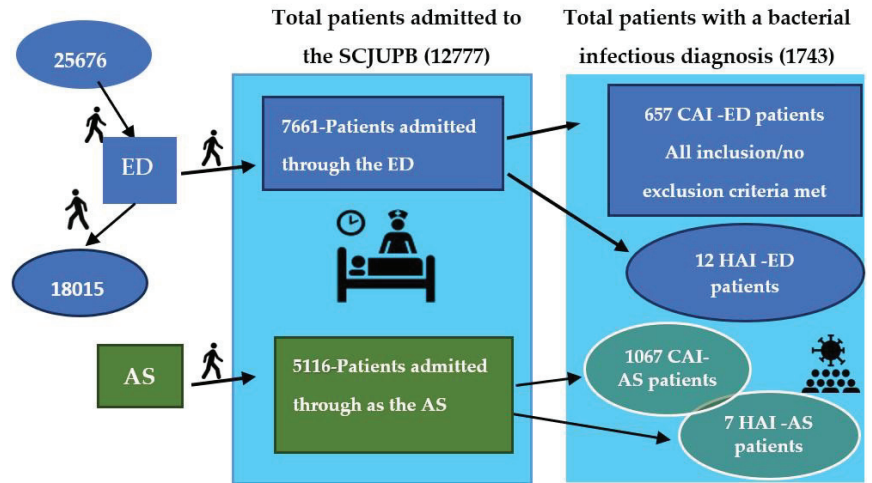 Total patients admitted to
the SCJUPB (12777)
Total patients with a bacterial
infectious diagnosis (1743)
25676
ED
18015
AS
7661-Patients admitted
through the ED
5116-Patients admitted
through as the AS
657 CAI -ED patients
All inclusion/no
exclusion criteria met
12 HAI -ED
patients
1067 CAI-
AS patients
7 HAI -AS
patients